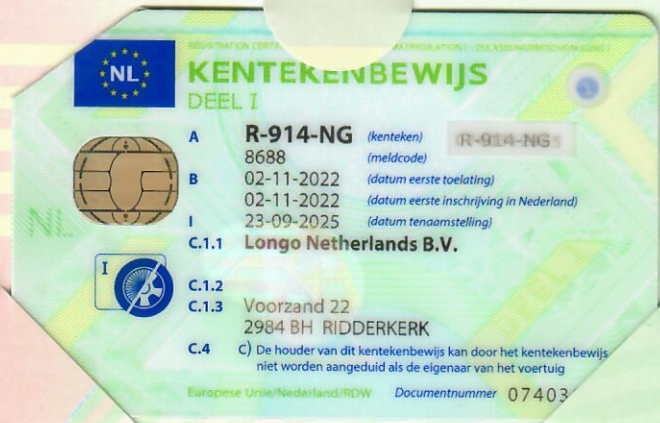 NL
KENTEKENBEWIJS
DEEL I
A R-914-NG (kenteken) R-914-NG
8688 (meldcode)
B 02-11-2022 (datum eerste toelating)
02-11-2022 (datum eerste inschrijving in Nederland)
I 23-09-2025 (datum tenaamstelling)
NL
C.1.1 Longo Netherlands B.V.
I
C.1.2
C.1.3 Voorzand 22
2984 BH RIDDERKERK
C.4 C) De houder van dit kentekenbewijs kan door het kentekenbewijs
niet worden aangeduid als de eigenaar van het voertuig
Europese Unie/Nederland/RDW Documentnummer 07403